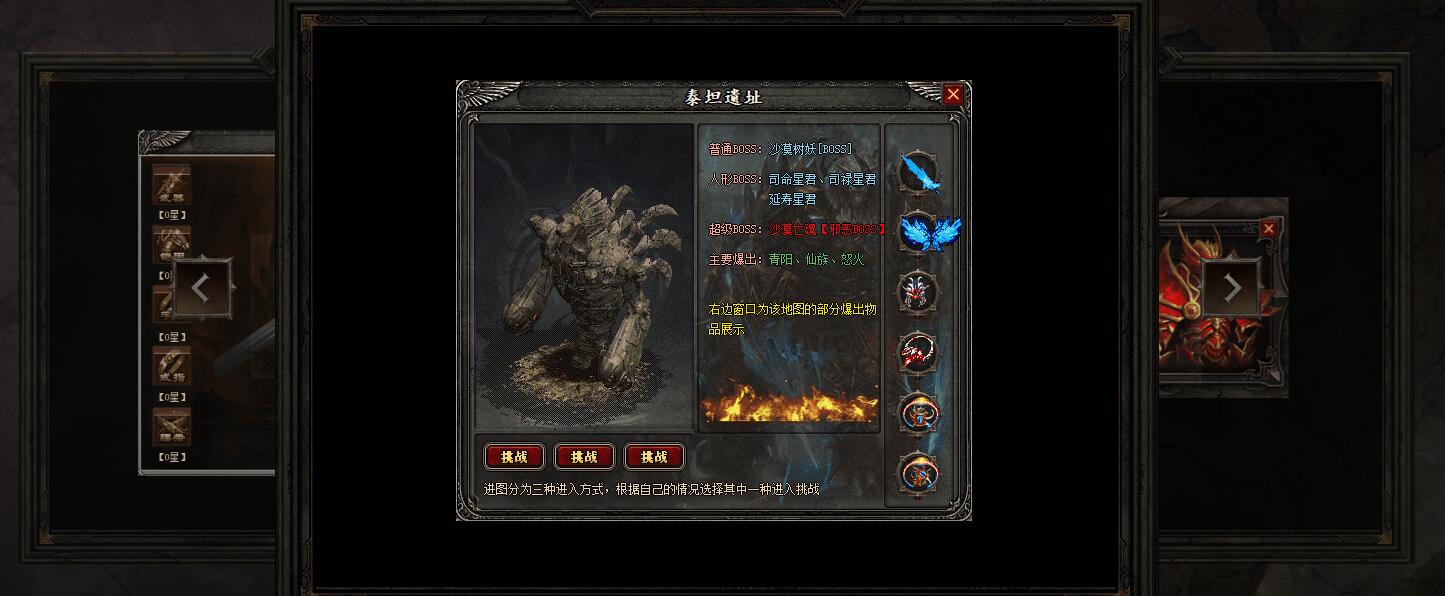 泰坦遺址
普通BOSS：沙漠树妖[BOSS]
人形BOSS：司命星君、司禄星君
延寿星君
超级BOSS：沙漠亡魂【邪恶BOSS】
主要爆出：青阳、仙族、怒火
右边窗口为该地图的部分爆出物
品展示
挑战 挑战 挑战
进图分为三种进入方式，根据自己的情况选择其中一种进入挑战
武器
【0星】
【0
【0星】
戒指
【0星】
腰带
【0星】